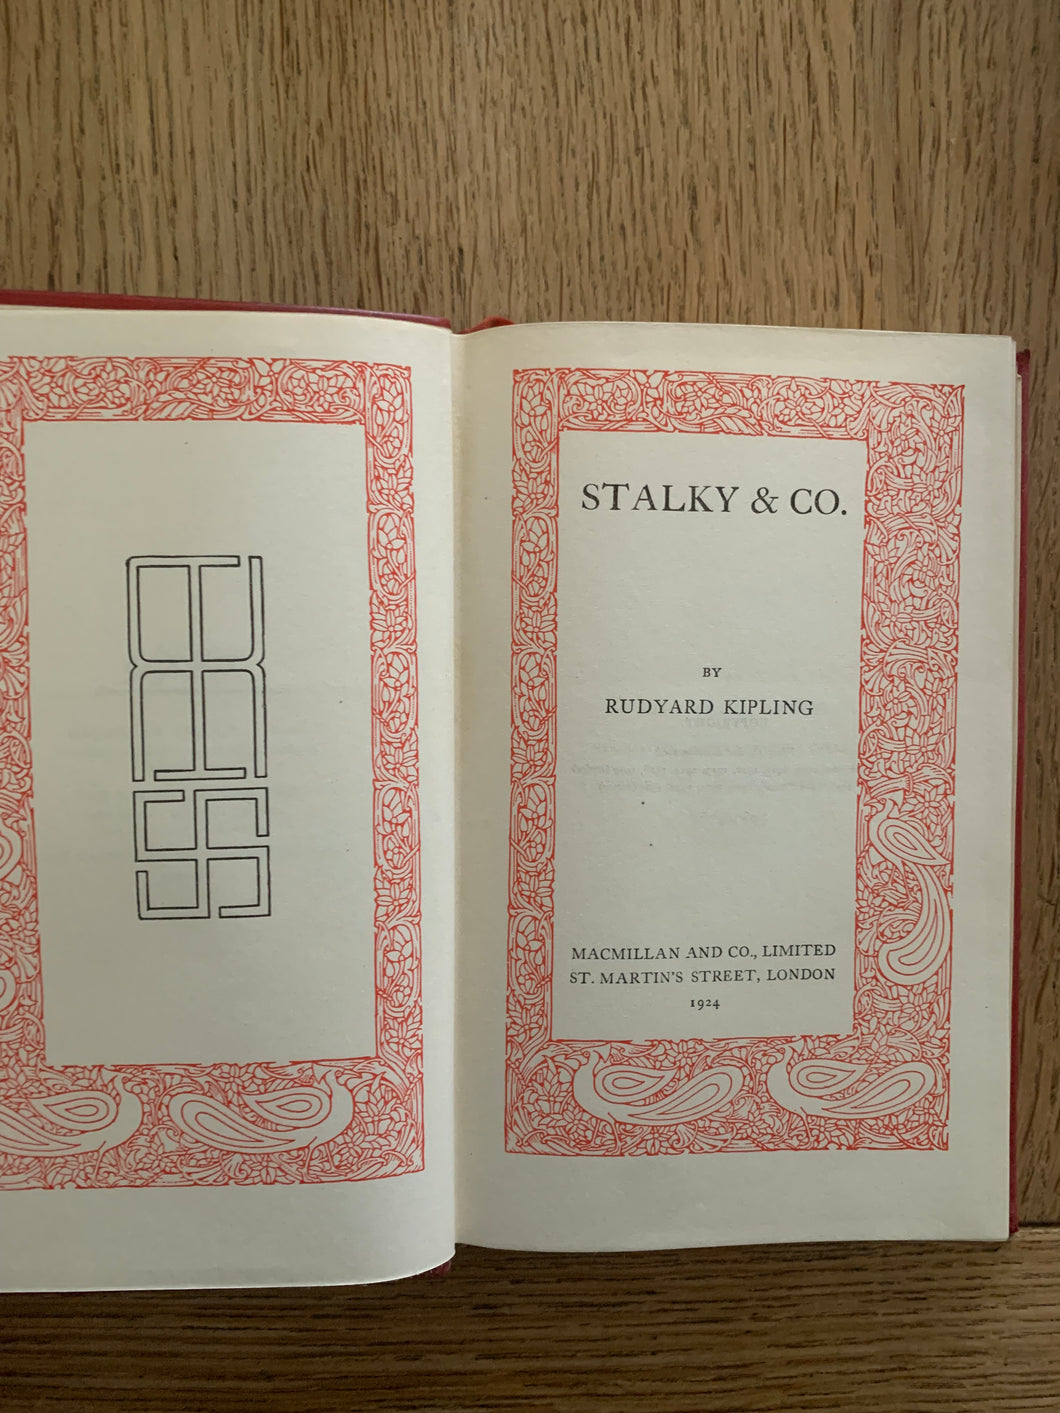 STALKY & CO.
BY
RUDYARD KIPLING
MACMILLAN AND CO., LIMITED
ST. MARTIN'S STREET, LONDON
1924